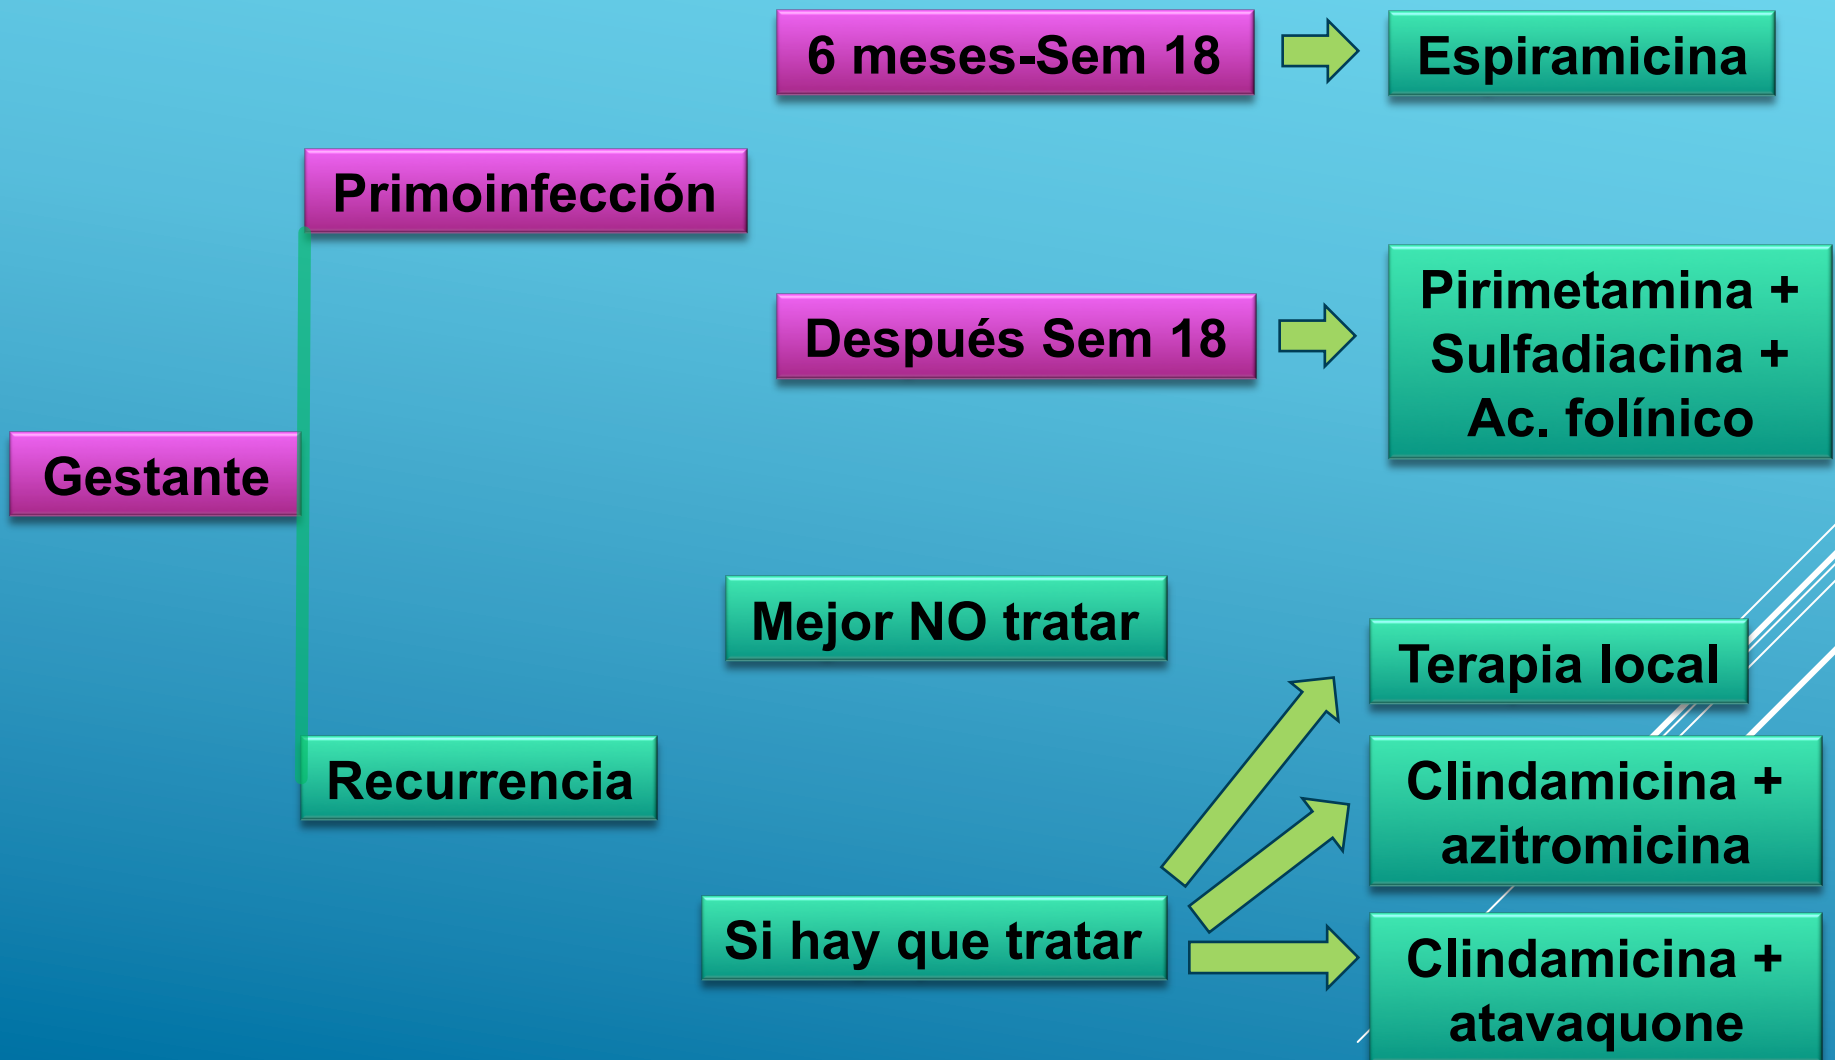 6 meses-Sem 18
Espiramicina
Primoinfección
Después Sem 18
Pirimetamina +
Sulfadiacina +
Ac. folínico
Gestante
Mejor NO tratar
Terapia local
Recurrencia
Clindamicina +
azitromicina
Si hay que tratar
Clindamicina +
atavaquone